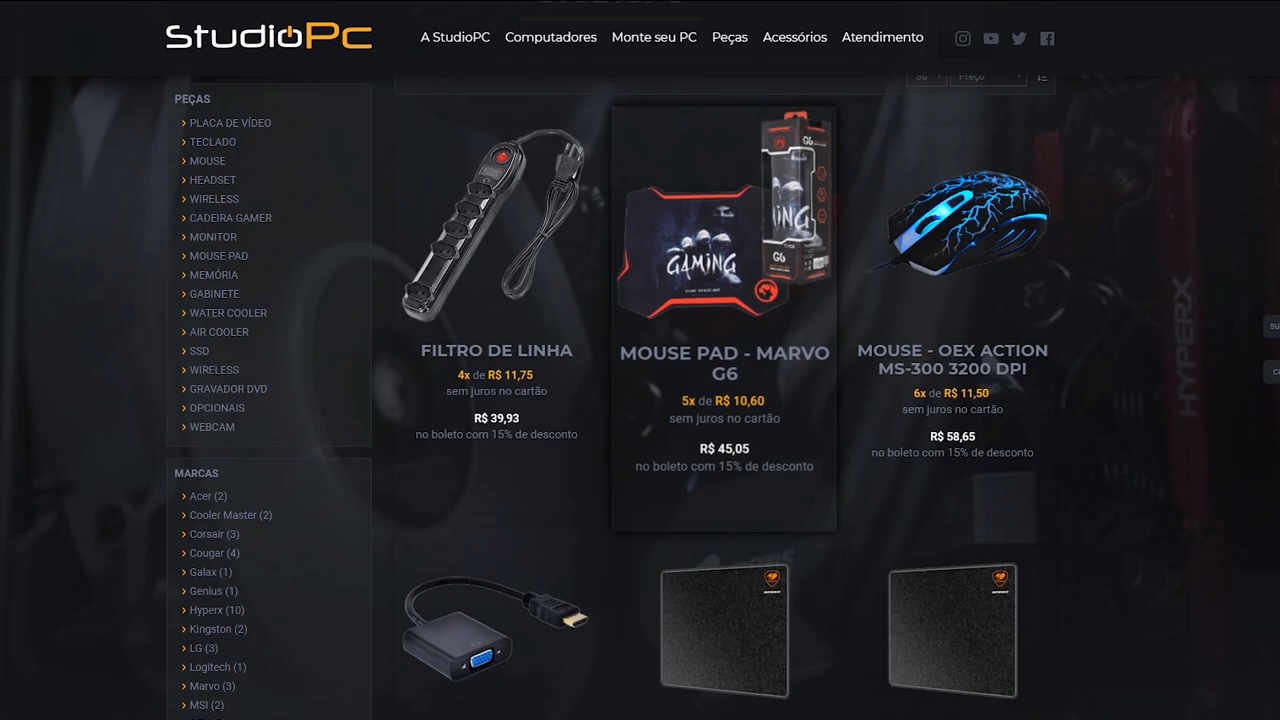 StudioPc
A StudioPC
Computadores
Monte seu PC
Peças
Acessórios
Atendimento
36
Preço
PEÇAS
PLACA DE VÍDEO
TECLADO
MOUSE
HEADSET
WIRELESS
CADEIRA GAMER
MONITOR
MOUSE PAD
MEMÓRIA
GABINETE
WATER COOLER
AIR COOLER
SSD
WIRELESS
GRAVADOR DVD
OPCIONAIS
WEBCAM
MARCAS
Acer (2)
Cooler Master (2)
Corsair (3)
Cougar (4)
Galax (1)
Genius (1)
Hyperx (10)
Kingston (2)
LG (3)
Logitech (1)
Marvo (3)
MSI (2)
FILTRO DE LINHA
4x de R$ 11,75
sem juros no cartão
R$ 39,93
no boleto com 15% de desconto
G6
GAMING
G6
MOUSE PAD - MARVO
G6
5x de R$ 10,60
sem juros no cartão
R$ 45,05
no boleto com 15% de desconto
MOUSE - OEX ACTION
MS-300 3200 DPI
6x de R$ 11,50
sem juros no cartão
R$ 58,65
no boleto com 15% de desconto
HYPERX